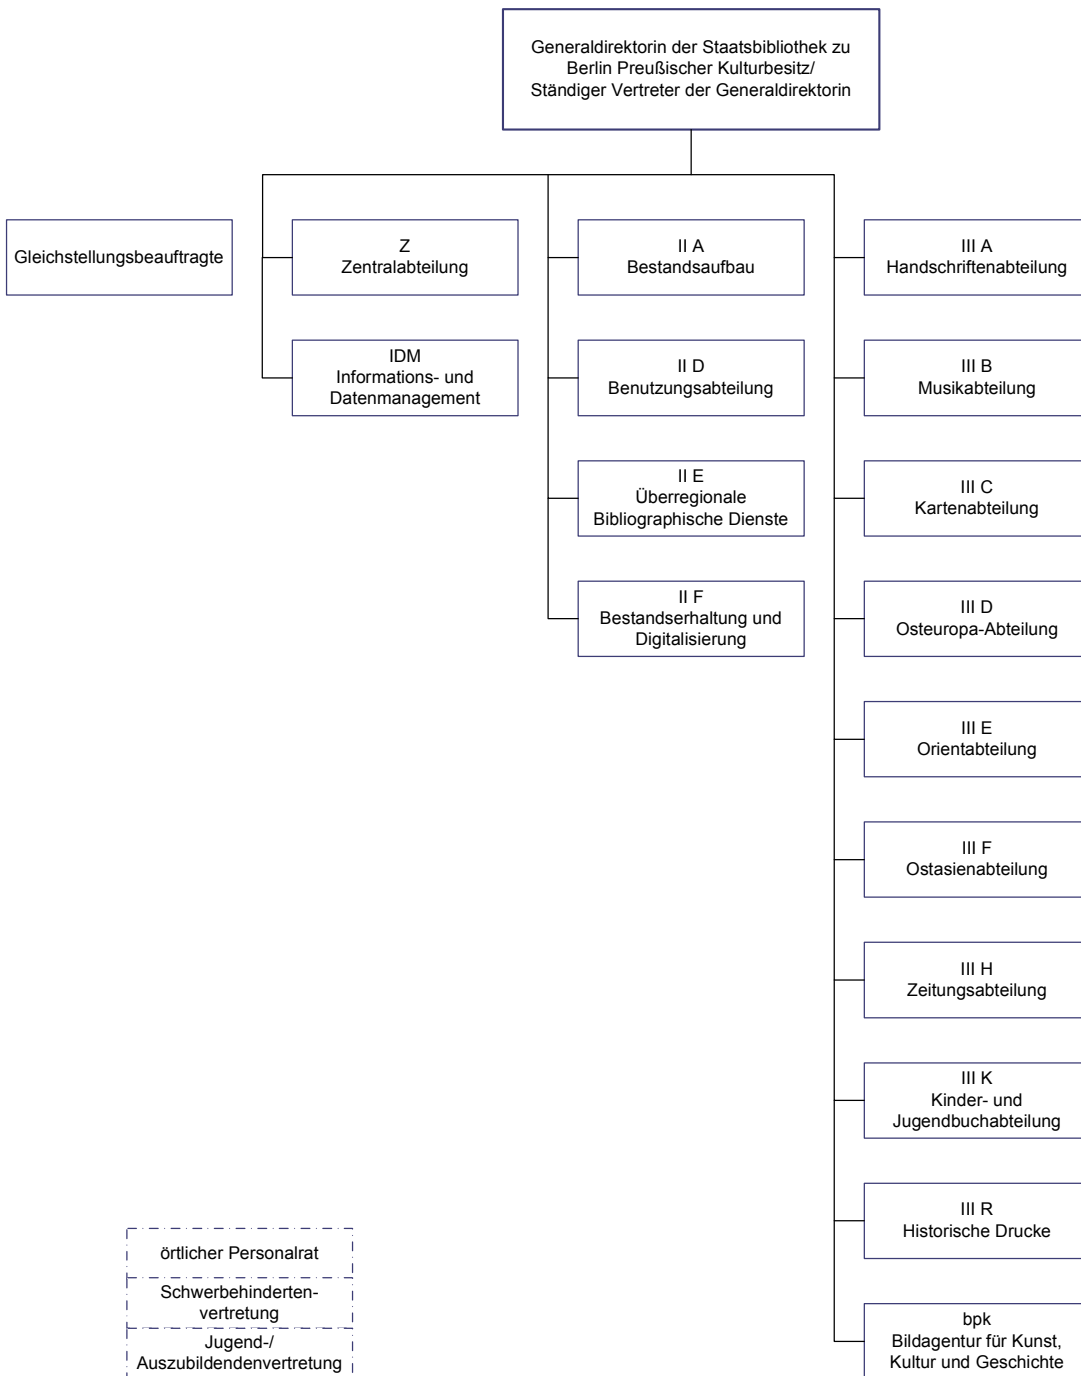 Generaldirektorin der Staatsbibliothek zu
Berlin Preußischer Kulturbesitz/
Ständiger Vertreter der Generaldirektorin
Gleichstellungsbeauftragte
Z
Zentralabteilung
IDM
Informations- und
Datenmanagement
II A
Bestandsaufbau
II D
Benutzungsabteilung
II E
Überregionale
Bibliographische Dienste
II F
Bestandserhaltung und
Digitalisierung
III A
Handschriftenabteilung
III B
Musikabteilung
III C
Kartenabteilung
III D
Osteuropa-Abteilung
III E
Orientabteilung
III F
Ostasienabteilung
III H
Zeitungsabteilung
III K
Kinder- und
Jugendbuchabteilung
III R
Historische Drucke
bpk
Bildagentur für Kunst,
Kultur und Geschichte
örtlicher Personalrat
Schwerbehinderten-
vertretung
Jugend-/
Auszubildendenvertretung